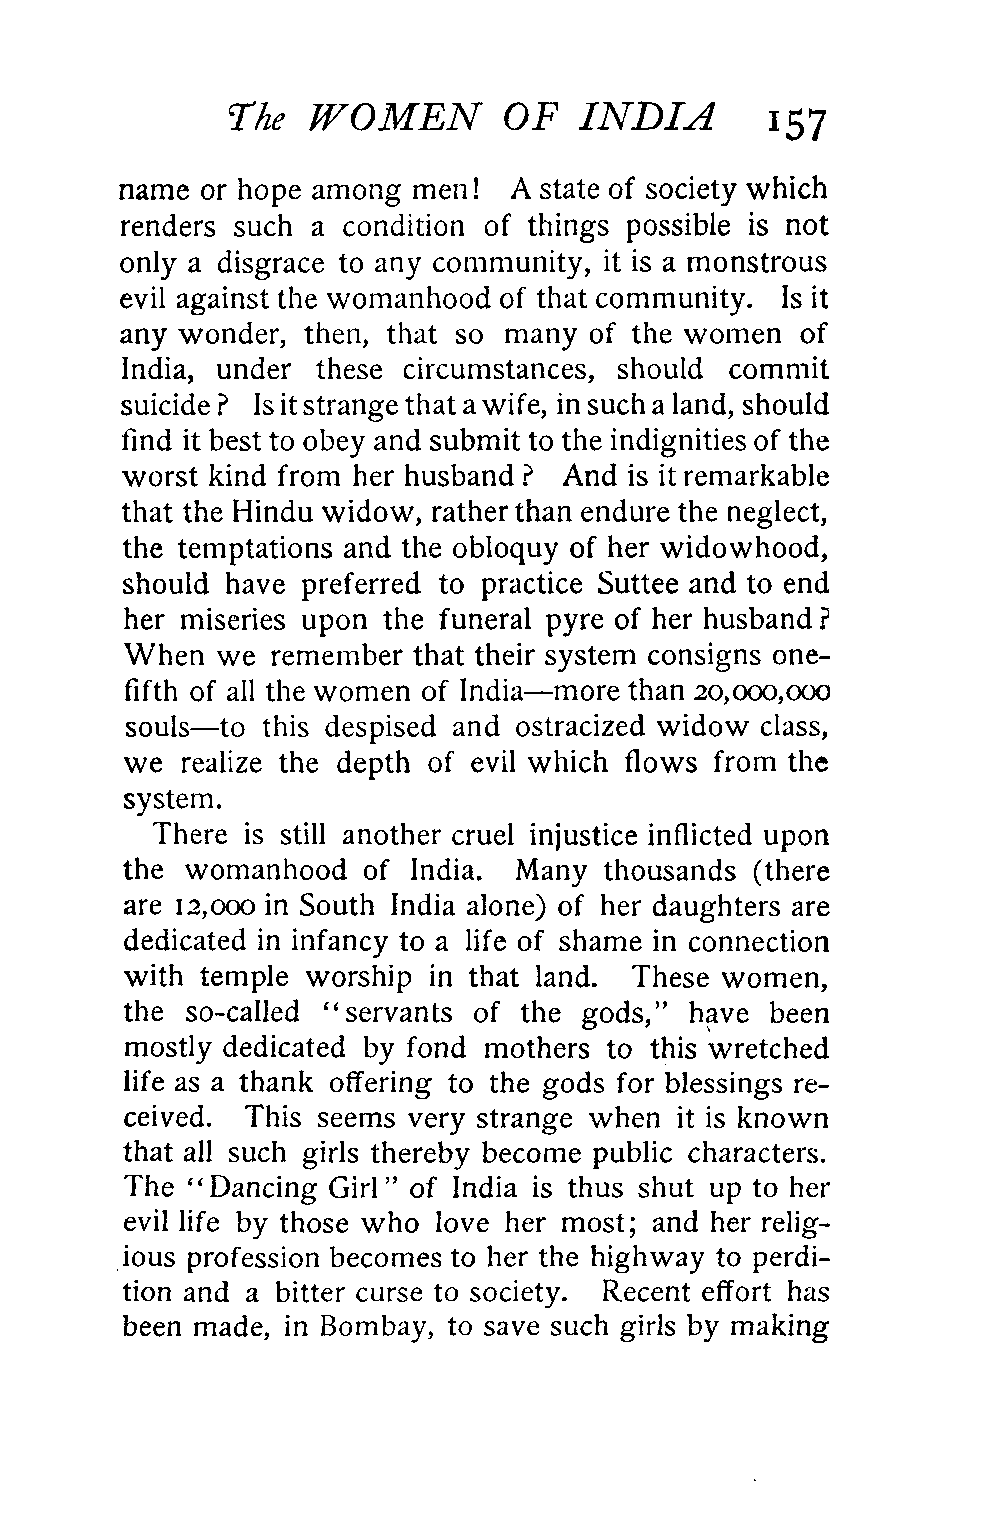 The WOMEN OF INDIA 157
name or hope among men! A state of society which
renders such a condition of things possible is not
only a disgrace to any community, it is a monstrous
evil against the womanhood of that community. Is it
any wonder, then, that so many of the women of
India, under these circumstances, should commit
suicide? Is it strange that a wife, in such a land, should
find it best to obey and submit to the indignities of the
worst kind from her husband? And is it remarkable
that the Hindu widow, rather than endure the neglect,
the temptations and the obloquy of her widowhood,
should have preferred to practice Suttee and to end
her miseries upon the funeral pyre of her husband?
When we remember that their system consigns one-
fifth of all the women of India—more than 20,000,000
souls—to this despised and ostracized widow class,
we realize the depth of evil which flows from the
system.
There is still another cruel injustice inflicted upon
the womanhood of India. Many thousands (there
are 12,000 in South India alone) of her daughters are
dedicated in infancy to a life of shame in connection
with temple worship in that land. These women,
the so-called "servants of the gods," have been
mostly dedicated by fond mothers to this wretched
life as a thank offering to the gods for blessings re-
ceived. This seems very strange when it is known
that all such girls thereby become public characters.
The "Dancing Girl" of India is thus shut up to her
evil life by those who love her most; and her relig-
ious profession becomes to her the highway to perdi-
tion and a bitter curse to society. Recent effort has
been made, in Bombay, to save such girls by making